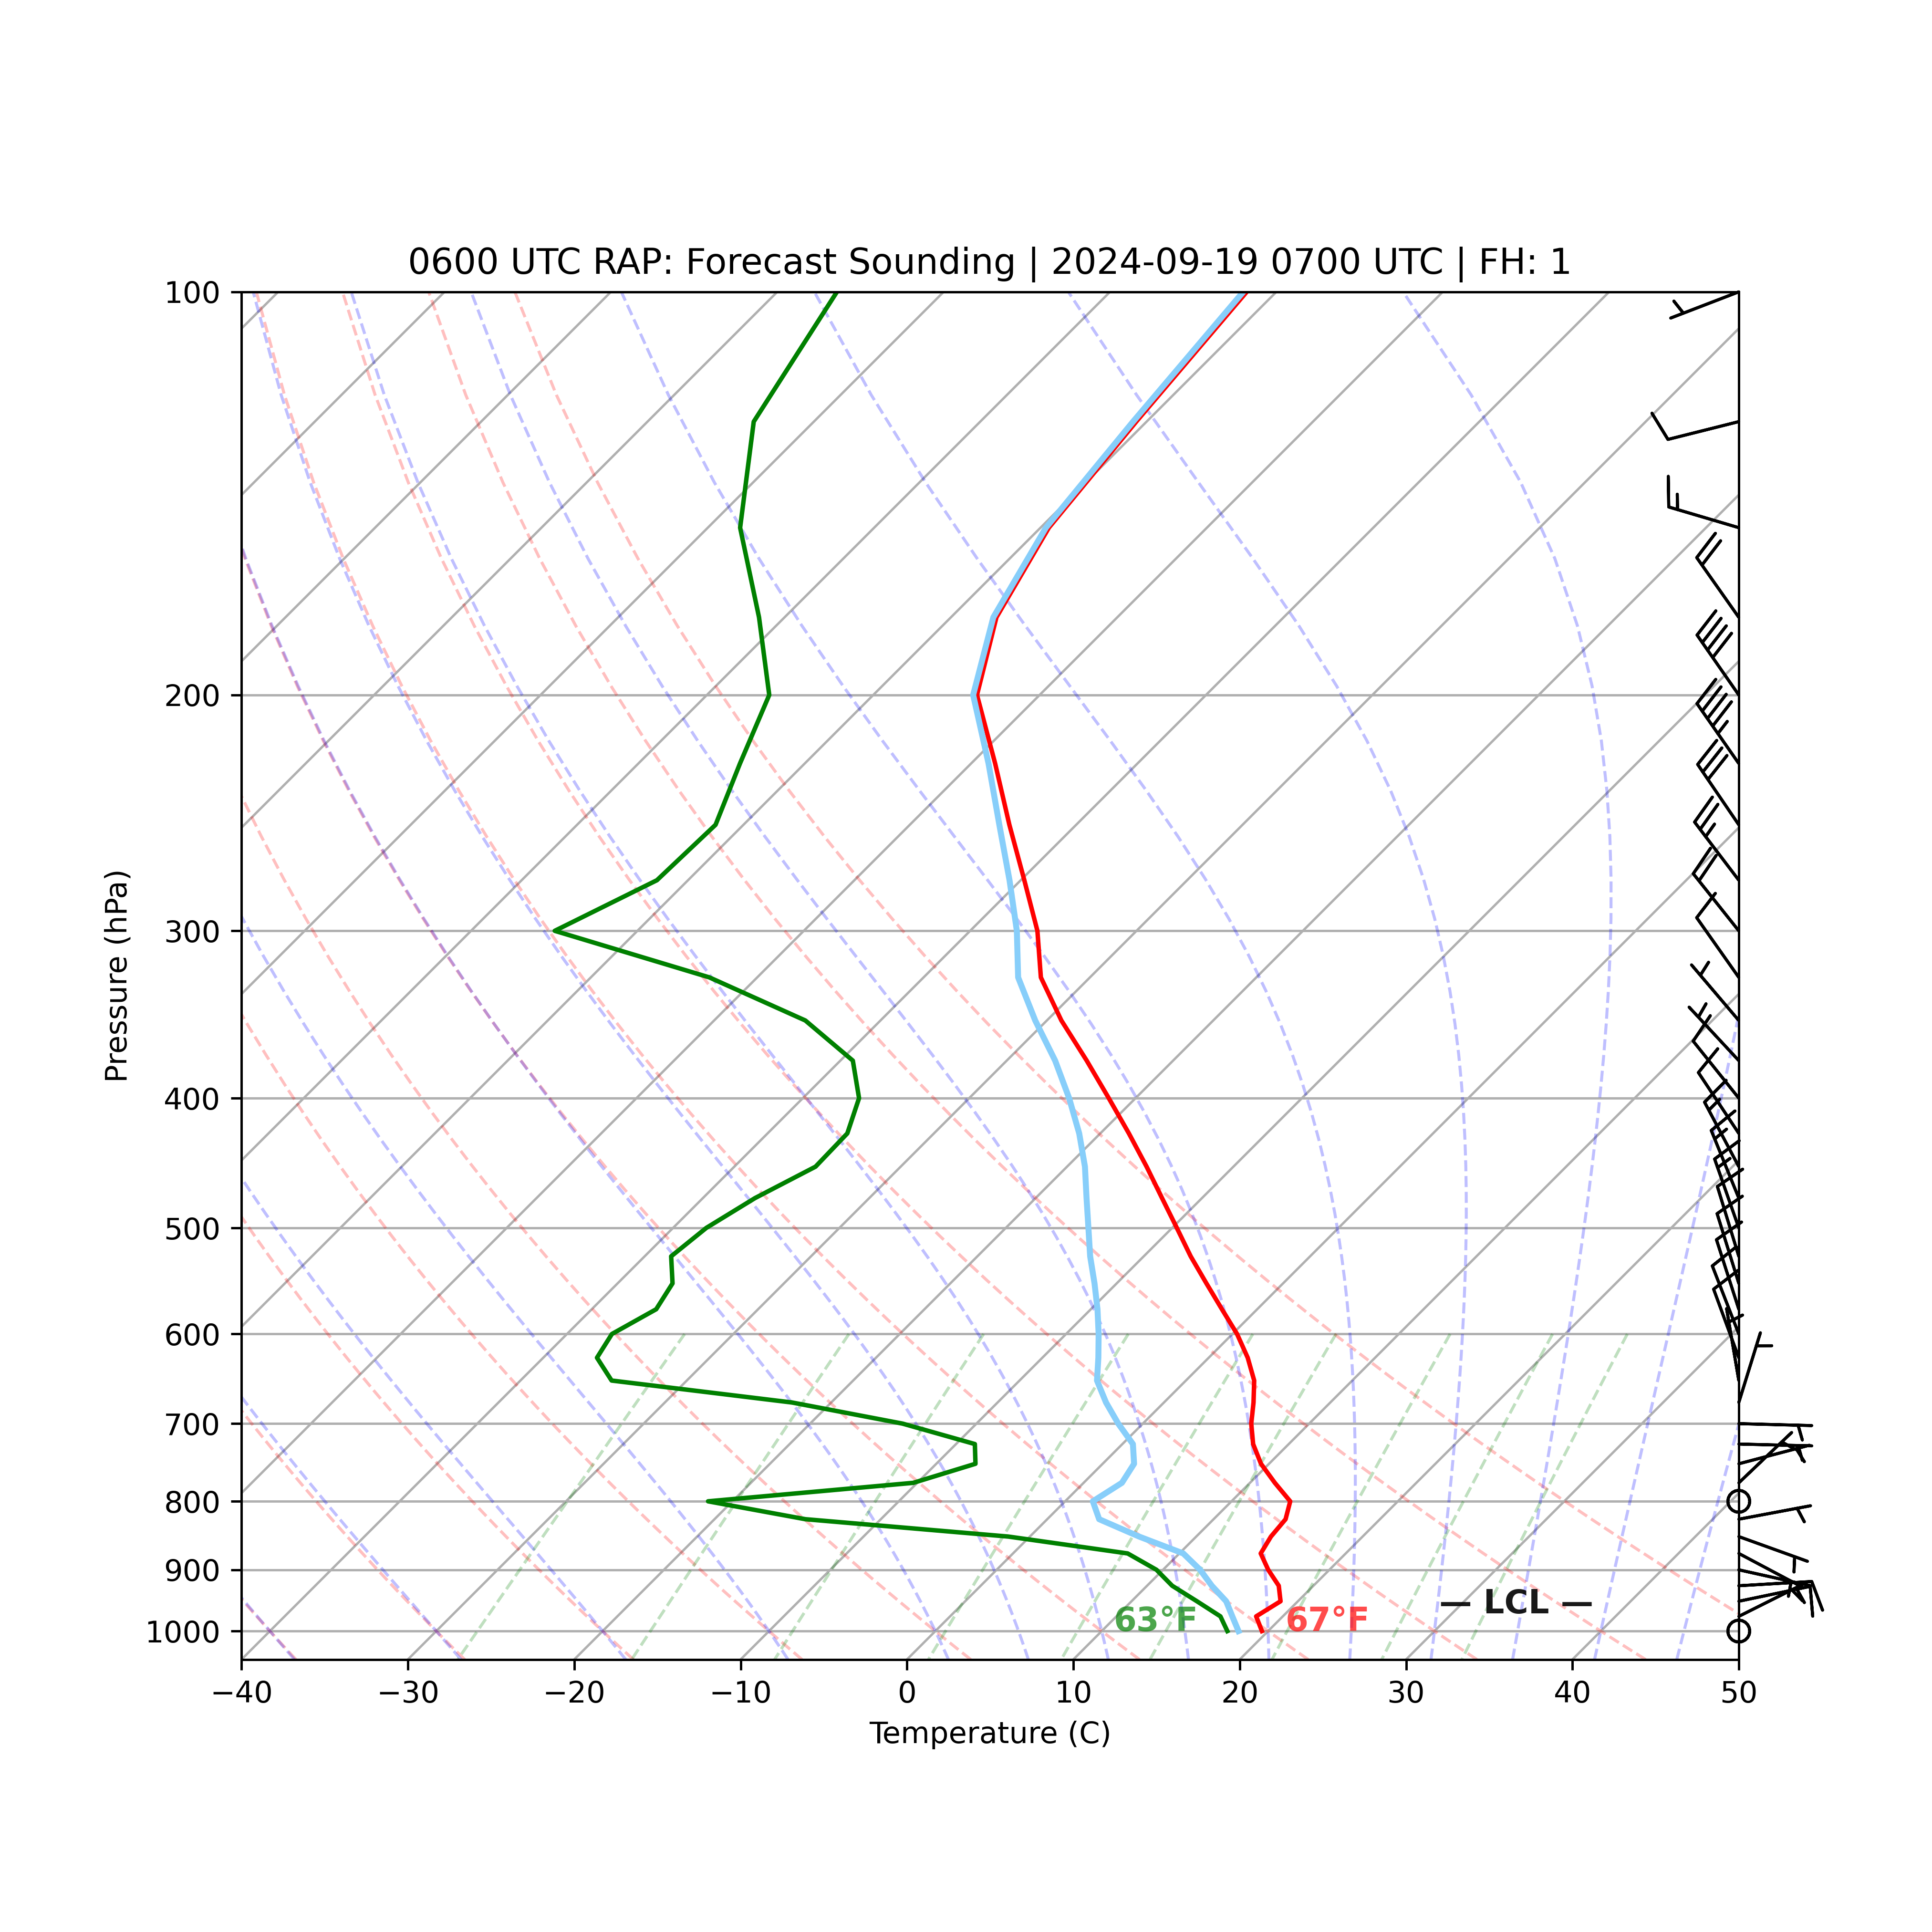 0600 UTC RAP: Forecast Sounding | 2024-09-19 0700 UTC | FH: 1
100
200
300
400
500
600
700
800
900
1000
Pressure (hPa)
— LCL —
63°F 67°F
−40 −30 −20 −10 0 10 20 30 40 50
Temperature (C)